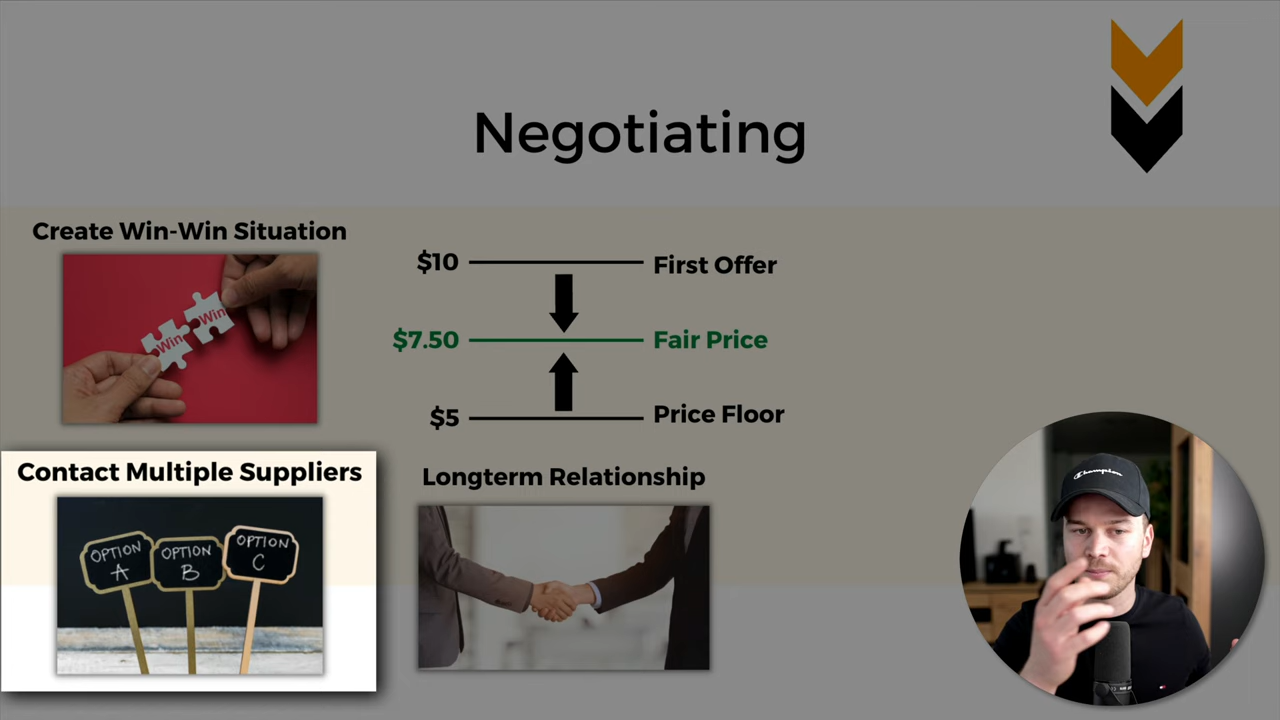 Negotiating
Create Win-Win Situation
Win
Win
$10
First Offer
$7.50
Fair Price
$5
Price Floor
Contact Multiple Suppliers
OPTION
A
OPTION
B
OPTION
C
Longterm Relationship
Champion